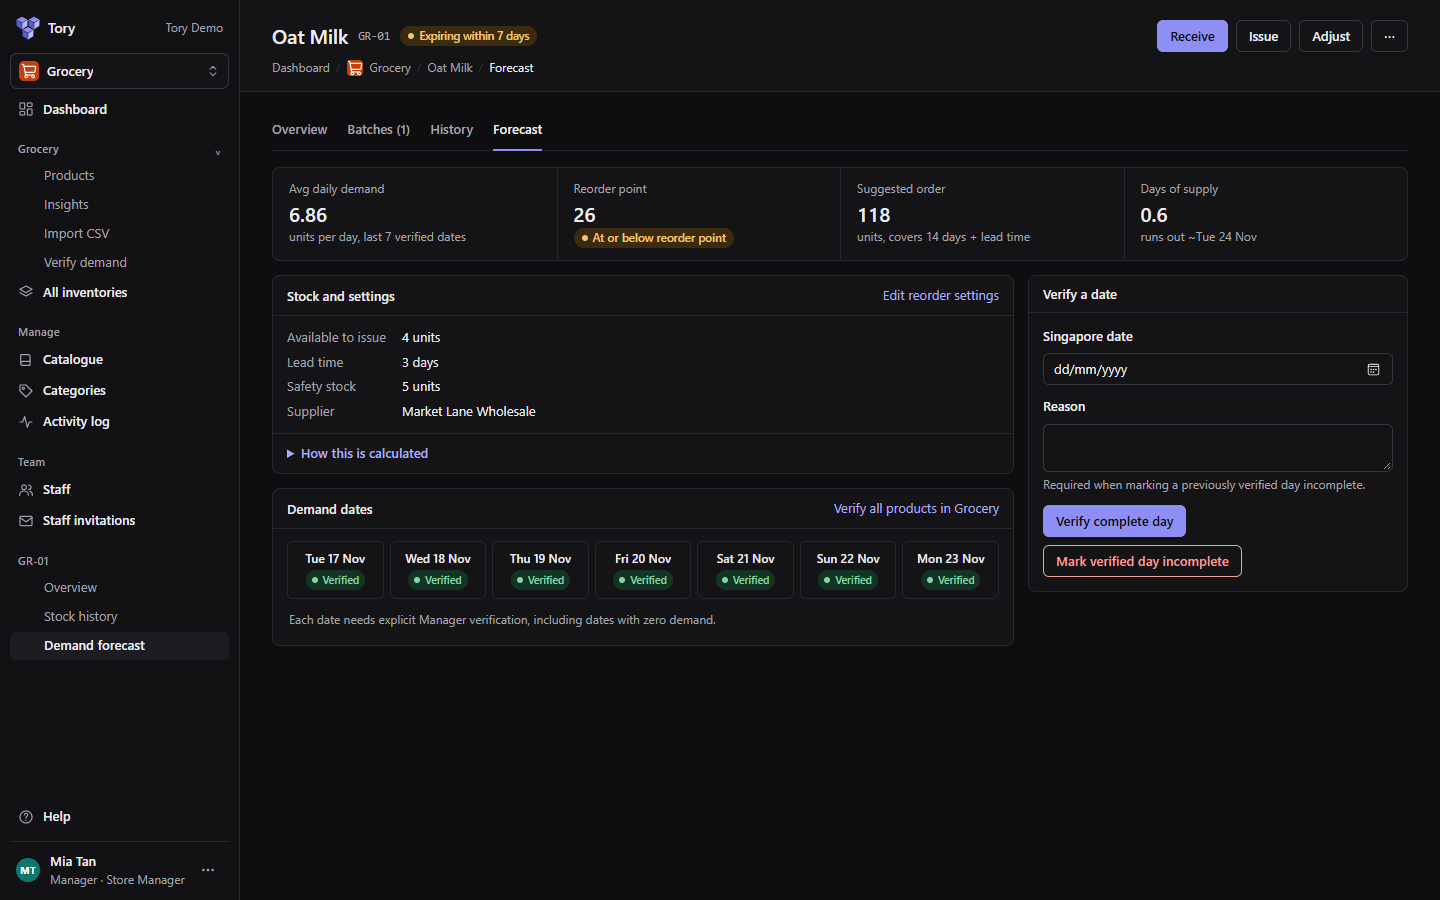 Tory
Tory Demo
Grocery
Dashboard
Grocery
Products
Insights
Import CSV
Verify demand
All inventories
Manage
Catalogue
Categories
Activity log
Team
Staff
Staff invitations
GR-01
Overview
Stock history
Demand forecast
Help
MT
Mia Tan
Manager · Store Manager
Oat Milk GR-01 Expiring within 7 days
Dashboard / Grocery / Oat Milk / Forecast
Receive
Issue
Adjust
...
Overview
Batches (1)
History
Forecast
Avg daily demand
6.86
units per day, last 7 verified dates
Reorder point
26
At or below reorder point
Suggested order
118
units, covers 14 days + lead time
Days of supply
0.6
runs out ~Tue 24 Nov
Stock and settings
Edit reorder settings
Available to issue 4 units
Lead time 3 days
Safety stock 5 units
Supplier Market Lane Wholesale
How this is calculated
Demand dates
Verify all products in Grocery
Tue 17 Nov
Verified
Wed 18 Nov
Verified
Thu 19 Nov
Verified
Fri 20 Nov
Verified
Sat 21 Nov
Verified
Sun 22 Nov
Verified
Mon 23 Nov
Verified
Each date needs explicit Manager verification, including dates with zero demand.
Verify a date
Singapore date
dd/mm/yyyy
Reason
Required when marking a previously verified day incomplete.
Verify complete day
Mark verified day incomplete